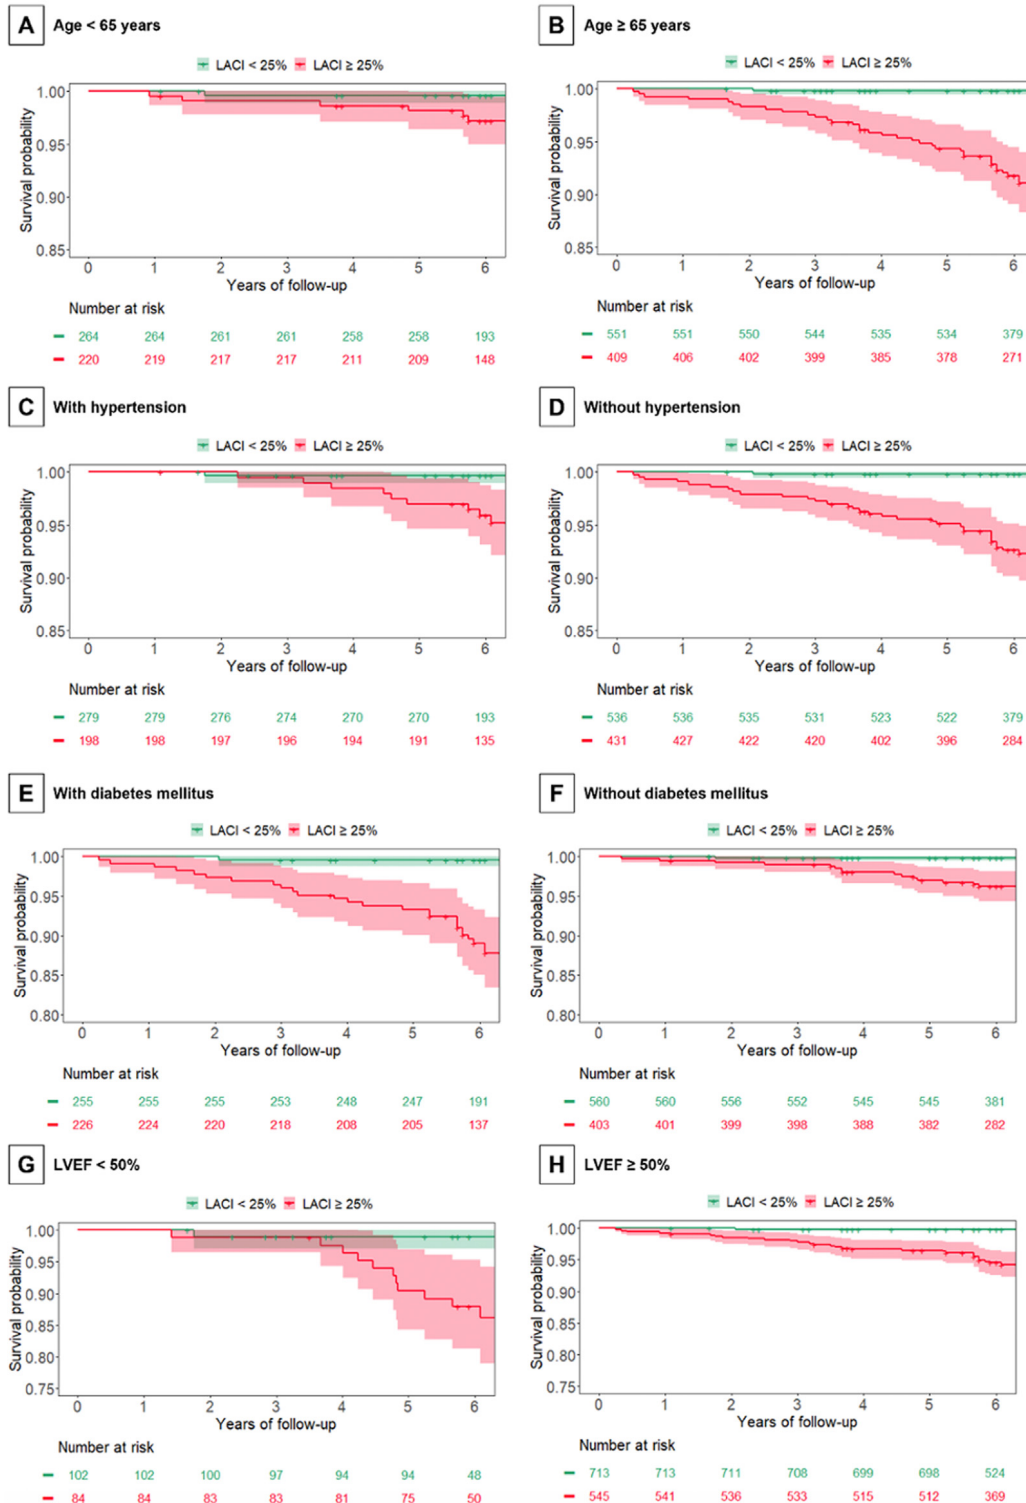 A Age < 65 years
LACI < 25% LACI ≥ 25%
1.00
0.95
0.90
0.85
Survival probability
0 1 2 3 4 5 6
Years of follow-up
Number at risk
264 264 261 261 258 258 193
220 219 217 217 211 209 148
B Age ≥ 65 years
LACI < 25% LACI ≥ 25%
1.00
0.95
0.90
0.85
Survival probability
0 1 2 3 4 5 6
Years of follow-up
Number at risk
551 551 550 544 535 534 379
409 406 402 399 385 378 271
C With hypertension
LACI < 25% LACI ≥ 25%
1.00
0.95
0.90
0.85
Survival probability
0 1 2 3 4 5 6
Years of follow-up
Number at risk
279 279 276 274 270 270 193
198 198 197 196 194 191 135
D Without hypertension
LACI < 25% LACI ≥ 25%
1.00
0.95
0.90
0.85
Survival probability
0 1 2 3 4 5 6
Years of follow-up
Number at risk
536 536 535 531 523 522 379
431 427 422 420 402 396 284
E With diabetes mellitus
LACI < 25% LACI ≥ 25%
1.00
0.95
0.90
0.85
0.80
Survival probability
0 1 2 3 4 5 6
Years of follow-up
Number at risk
255 255 255 253 248 247 191
226 224 220 218 208 205 137
F Without diabetes mellitus
LACI < 25% LACI ≥ 25%
1.00
0.95
0.90
0.85
0.80
Survival probability
0 1 2 3 4 5 6
Years of follow-up
Number at risk
560 560 556 552 545 545 381
403 401 399 398 388 382 282
G LVEF < 50%
LACI < 25% LACI ≥ 25%
1.00
0.95
0.90
0.85
0.80
0.75
Survival probability
0 1 2 3 4 5 6
Years of follow-up
Number at risk
102 102 100 97 94 94 48
84 84 83 83 81 75 50
H LVEF ≥ 50%
LACI < 25% LACI ≥ 25%
1.00
0.95
0.90
0.85
0.80
0.75
Survival probability
0 1 2 3 4 5 6
Years of follow-up
Number at risk
713 713 711 708 699 698 524
545 541 536 533 515 512 369